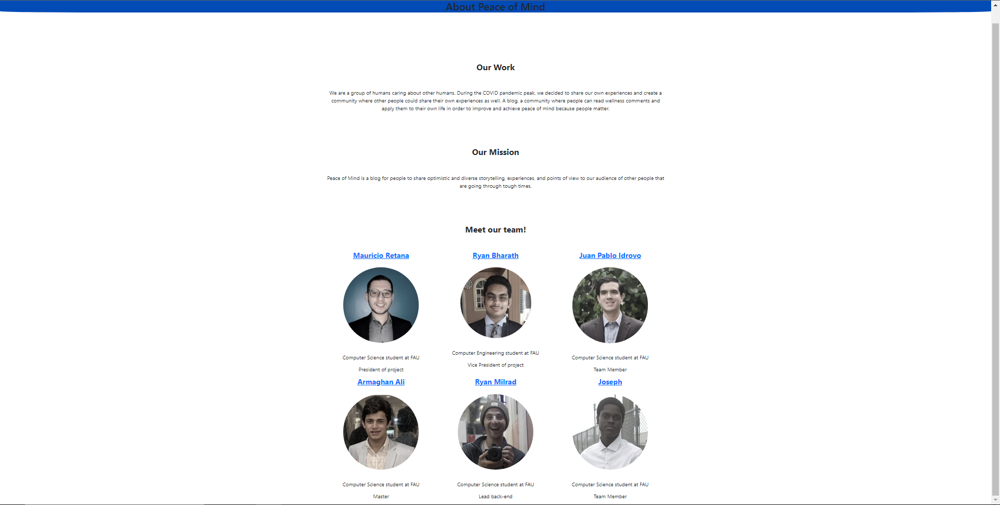 About Peace of Mind
Our Work
We are a group of humans caring about other humans. During the COVID pandemic peak, we decided to share our own experiences and create a
community where other people could share their own experiences as well. A blog, a community where people can read wellness comments and
apply them to their own life in order to improve and achieve peace of mind because people matter.
Our Mission
Peace of Mind is a blog for people to share optimistic and diverse storytelling, experiences, and points of view to our audience of other people that
are going through tough times.
Meet our team!
Mauricio Retana
Ryan Bharath
Juan Pablo Idrovo
Computer Science student at FAU
President of project
Computer Engineering student at FAU
Vice President of project
Computer Science student at FAU
Team Member
Armaghan Ali
Ryan Milrad
Joseph
Computer Science student at FAU
Master
Computer Science student at FAU
Lead back-end
Computer Science student at FAU
Team Member